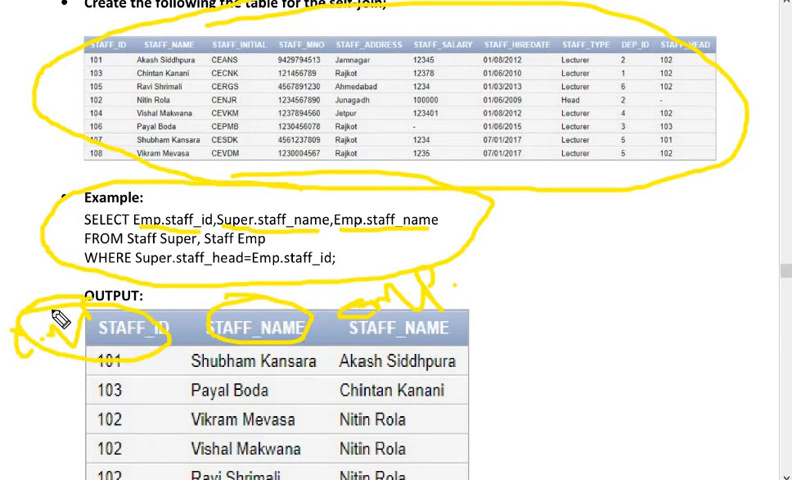 Create the following the table for the self-join;
STAFF_ID STAFF_NAME STAFF_INITIAL STAFF_MNO STAFF_ADDRESS STAFF_SALARY STAFF_HIREDATE STAFF_TYPE DEP_ID STAFF_HEAD
101 Akash Siddhpura CEANS 9429794513 Jamnagar 12345 01/08/2012 Lecturer 2 102
103 Chintan Kanani CECNK 121456789 Rajkot 12378 01/06/2010 Lecturer 1 102
105 Ravi Shrimali CERGS 4567891230 Ahmedabad 1234 01/03/2013 Lecturer 6 102
102 Nitin Rola CENJR 1234567890 Junagadh 100000 01/06/2009 Head 2 -
104 Vishal Makwana CEVKM 1237894560 Jetpur 123401 01/08/2012 Lecturer 4 102
106 Payal Boda CEPMB 1230456078 Rajkot - 01/06/2015 Lecturer 3 103
107 Shubham Kansara CESDK 4561237809 Rajkot 1234 07/01/2017 Lecturer 5 101
108 Vikram Mevasa CEVDM 1230004567 Rajkot 1235 07/01/2017 Lecturer 5 102
Example:
SELECT Emp.staff_id,Super.staff_name,Emp.staff_name
FROM Staff Super, Staff Emp
WHERE Super.staff_head=Emp.staff_id;
OUTPUT:
emp.
STAFF_ID STAFF_NAME STAFF_NAME
101 Shubham Kansara Akash Siddhpura
103 Payal Boda Chintan Kanani
102 Vikram Mevasa Nitin Rola
102 Vishal Makwana Nitin Rola
102 Ravi Shrimali Nitin Rola